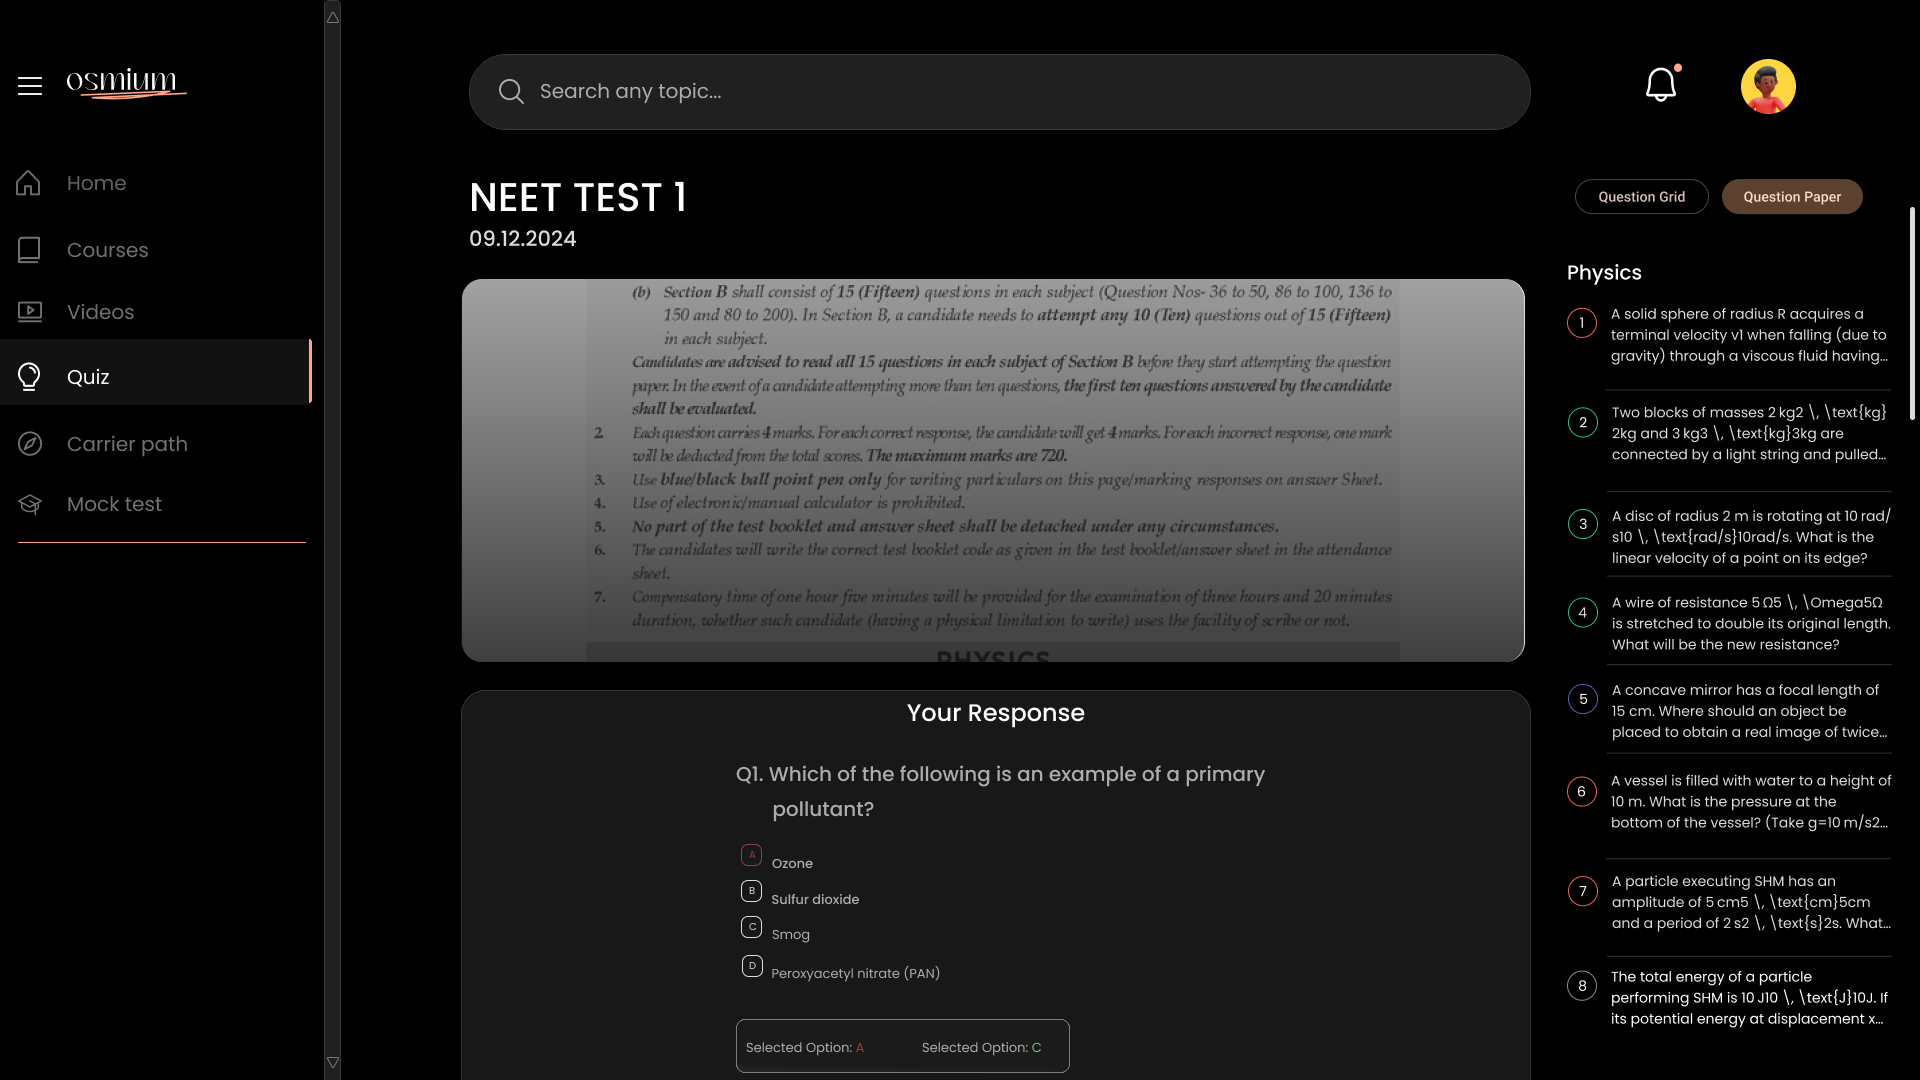 osmium
Search any topic...
Home
Courses
Videos
Quiz
Carrier path
Mock test
NEET TEST 1
09.12.2024
(b) Section B shall consist of 15 (Fifteen) questions in each subject (Question Nos- 36 to 50, 86 to 100, 136 to
150 and 80 to 200). In Section B, a candidate needs to attempt any 10 (Ten) questions out of 15 (Fifteen)
in each subject.
Candidates are advised to read all 15 questions in each subject of Section B before they start attempting the question
paper. In the event of a candidate attempting more than ten questions, the first ten questions answered by the candidate
shall be evaluated.
2. Each question carries 4 marks. For each correct response, the candidate will get 4 marks. For each incorrect response, one mark
will be deducted from the total scores. The maximum marks are 720.
3. Use blue/black ball point pen only for writing particulars on this page/marking responses on answer Sheet.
4. Use of electronic/manual calculator is prohibited.
5. No part of the test booklet and answer sheet shall be detached under any circumstances.
6. The candidates will write the correct test booklet code as given in the test booklet/answer sheet in the attendance
sheet.
7. Compensatory time of one hour five minutes will be provided for the examination of three hours and 20 minutes
duration, whether such candidate (having a physical limitation to write) uses the facility of scribe or not.
PHYSICS
Your Response
Q1. Which of the following is an example of a primary
pollutant?
A Ozone
B Sulfur dioxide
C Smog
D Peroxyacetyl nitrate (PAN)
Selected Option: A Selected Option: C
Question Grid Question Paper
Physics
1 A solid sphere of radius R acquires a
terminal velocity v1 when falling (due to
gravity) through a viscous fluid having...
2 Two blocks of masses 2 kg2 \, \text{kg}
2kg and 3 kg3 \, \text{kg}3kg are
connected by a light string and pulled...
3 A disc of radius 2 m is rotating at 10 rad/
s10 \, \text{rad/s}10rad/s. What is the
linear velocity of a point on its edge?
4 A wire of resistance 5 Ω5 \, \Omega5Ω
is stretched to double its original length.
What will be the new resistance?
5 A concave mirror has a focal length of
15 cm. Where should an object be
placed to obtain a real image of twice...
6 A vessel is filled with water to a height of
10 m. What is the pressure at the
bottom of the vessel? (Take g=10 m/s2...
7 A particle executing SHM has an
amplitude of 5 cm5 \, \text{cm}5cm
and a period of 2 s2 \, \text{s}2s. What...
8 The total energy of a particle
performing SHM is 10 J10 \, \text{J}10J. If
its potential energy at displacement x...